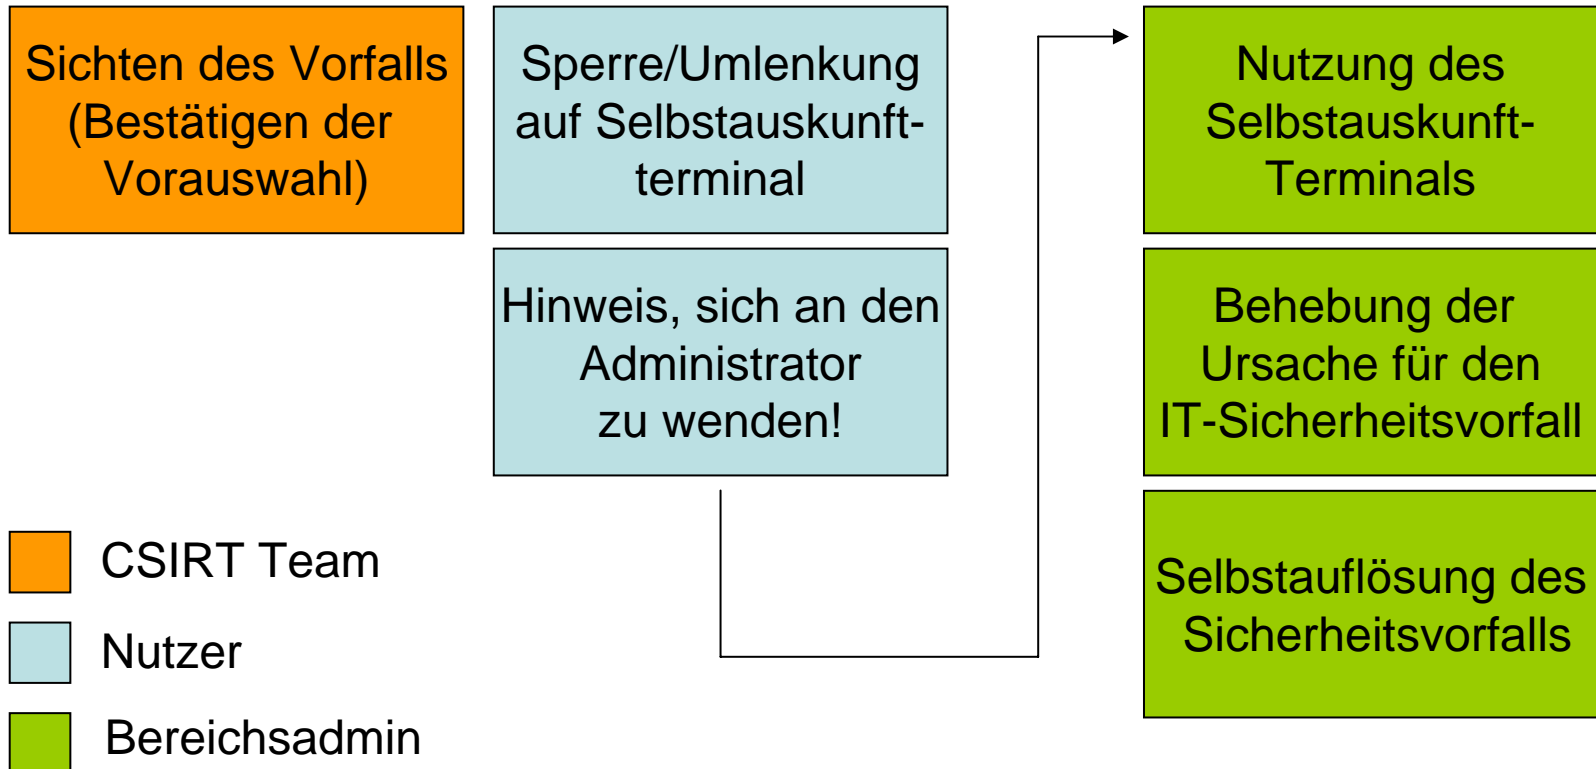 Sichten des Vorfalls
(Bestätigen der
Vorauswahl)
Sperre/Umlenkung
auf Selbstauskunft-
terminal
Hinweis, sich an den
Administrator
zu wenden!
Nutzung des
Selbstauskunft-
Terminals
Behebung der
Ursache für den
IT-Sicherheitsvorfall
Selbstauflösung des
Sicherheitsvorfalls
CSIRT Team
Nutzer
Bereichsadmin